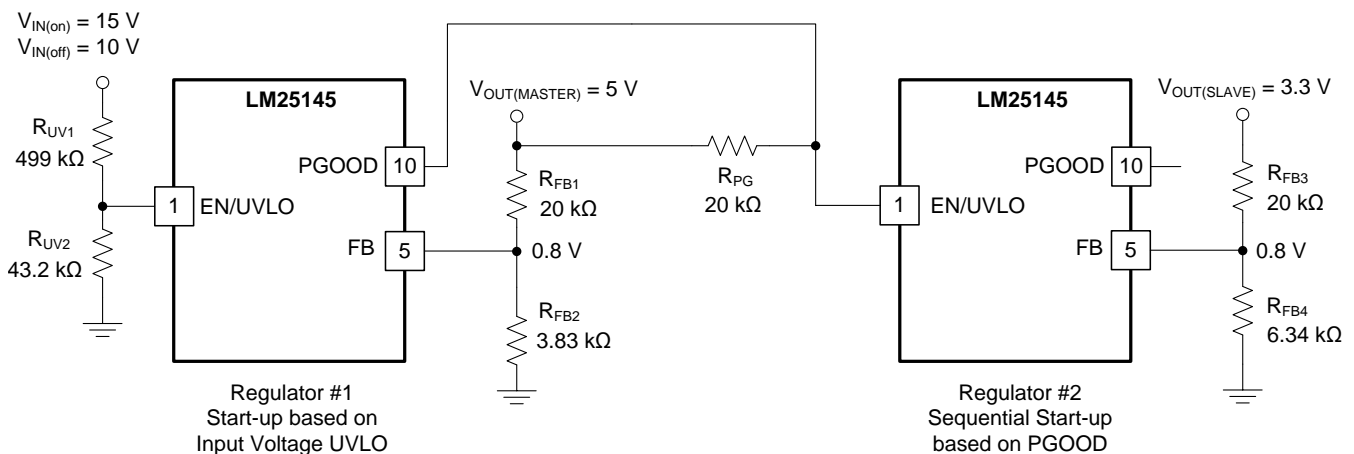 V_IN(on) = 15 V
V_IN(off) = 10 V
R_UV1
499 kΩ
R_UV2
43.2 kΩ
LM25145
PGOOD
10
1
EN/UVLO
FB
5
Regulator #1
Start-up based on
Input Voltage UVLO
V_OUT(MASTER) = 5 V
R_FB1
20 kΩ
0.8 V
R_FB2
3.83 kΩ
R_PG
20 kΩ
LM25145
PGOOD
10
1
EN/UVLO
FB
5
Regulator #2
Sequential Start-up
based on PGOOD
V_OUT(SLAVE) = 3.3 V
R_FB3
20 kΩ
0.8 V
R_FB4
6.34 kΩ